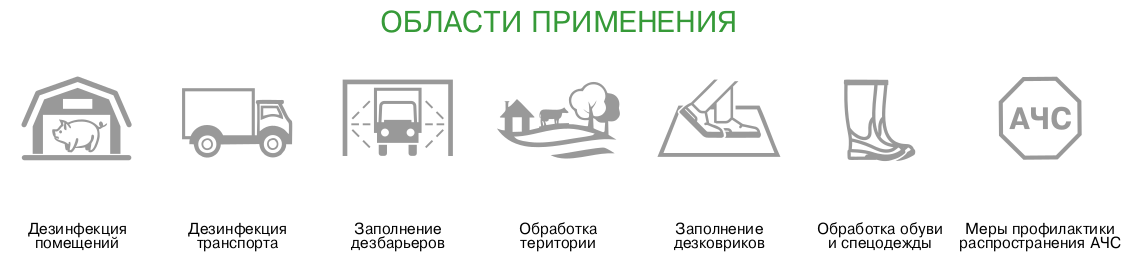 ОБЛАСТИ ПРИМЕНЕНИЯ
АЧС
Дезинфекция
помещений
Дезинфекция
транспорта
Заполнение
дезбарьеров
Обработка
територии
Заполнение
дезковриков
Обработка обуви
и спецодежды
Меры профилактики
распространения АЧС